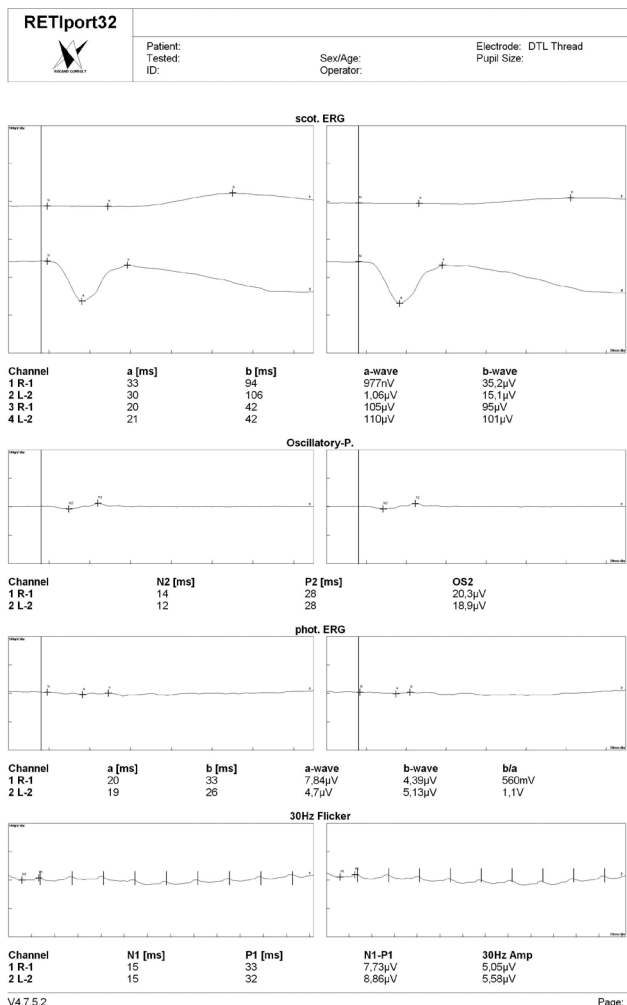 RETIport32
ROLAND CONSULT
Patient:
Tested:
ID:
Sex/Age:
Operator:
Electrode: DTL Thread
Pupil Size:
scot. ERG
Channel a [ms] b [ms] a-wave b-wave
1 R-1 33 94 977nV 35,2µV
2 L-2 30 106 1,06µV 15,1µV
3 R-1 20 42 105µV 95µV
4 L-2 21 42 110µV 101µV
Oscillatory-P.
N2 P2 N2
Channel N2 [ms] P2 [ms] OS2
1 R-1 14 28 20,3µV
2 L-2 12 28 18,9µV
phot. ERG
Channel a [ms] b [ms] a-wave b-wave b/a
1 R-1 20 33 7,84µV 4,39µV 560mV
2 L-2 19 26 4,7µV 5,13µV 1,1V
30Hz Flicker
Channel N1 [ms] P1 [ms] N1-P1 30Hz Amp
1 R-1 15 33 7,73µV 5,05µV
2 L-2 15 32 8,86µV 5,58µV
V4.7.5.2 Page: